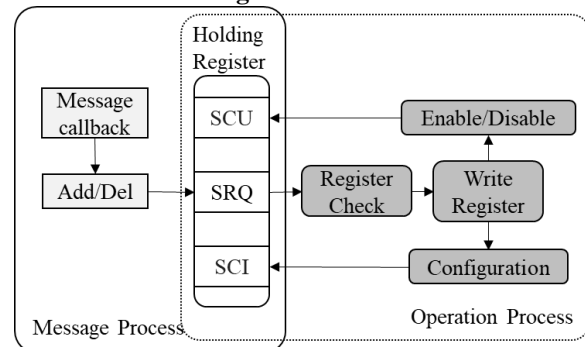 Holding
Register
Message
callback
SCU
Enable/Disable
Add/Del
SRQ
Register
Check
Write
Register
SCI
Configuration
Message Process
Operation Process